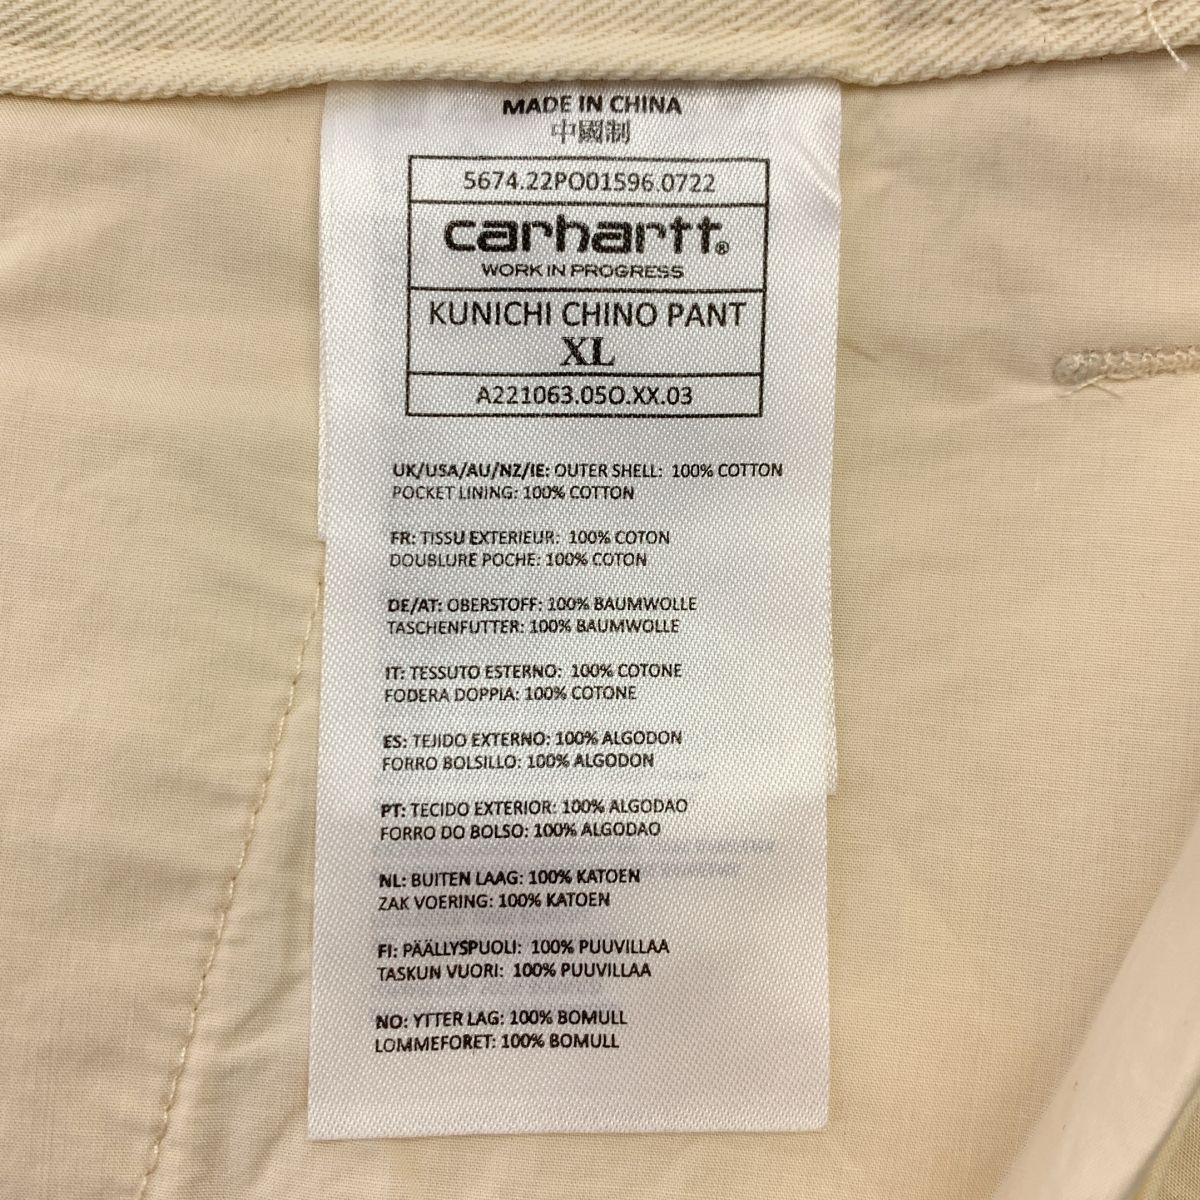 MADE IN CHINA
中國制
5674.22PO01596.0722
carhartt®
WORK IN PROGRESS
KUNICHI CHINO PANT
XL
A221063.05O.XX.03
UK/USA/AU/NZ/IE: OUTER SHELL: 100% COTTON
POCKET LINING: 100% COTTON
FR: TISSU EXTERIEUR: 100% COTON
DOUBLURE POCHE: 100% COTON
DE/AT: OBERSTOFF: 100% BAUMWOLLE
TASCHENFUTTER: 100% BAUMWOLLE
IT: TESSUTO ESTERNO: 100% COTONE
FODERA DOPPIA: 100% COTONE
ES: TEJIDO EXTERNO: 100% ALGODON
FORRO BOLSILLO: 100% ALGODON
PT: TECIDO EXTERIOR: 100% ALGODAO
FORRO DO BOLSO: 100% ALGODAO
NL: BUITEN LAAG: 100% KATOEN
ZAK VOERING: 100% KATOEN
FI: PÄÄLLYSPUOLI: 100% PUUVILLAA
TASKUN VUORI: 100% PUUVILLAA
NO: YTTER LAG: 100% BOMULL
LOMMEFORET: 100% BOMULL